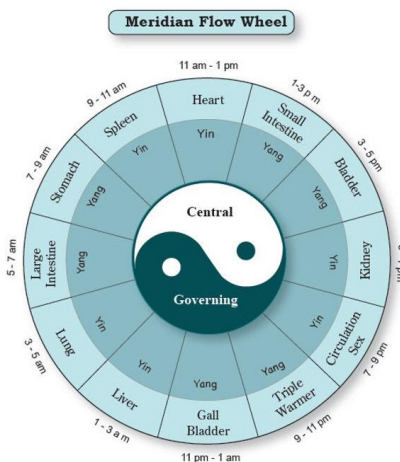 Meridian Flow Wheel
11 am - 1 pm
Heart
Yin
1-3 p m
Small
Intestine
Yang
3 - 5 pm
Bladder
Yang
Kidney
Yin
7 - 9 pm
Circulation
Sex
Yin
9 - 11 pm
Triple
Warmer
Yang
11 pm - 1 am
Gall
Bladder
Yang
1 - 3 a m
Liver
Yin
3 - 5 am
Lung
Yin
5 - 7 am
Large
Intestine
Yang
7 - 9 am
Stomach
Yang
9 - 11 am
Spleen
Yin
Central
Governing